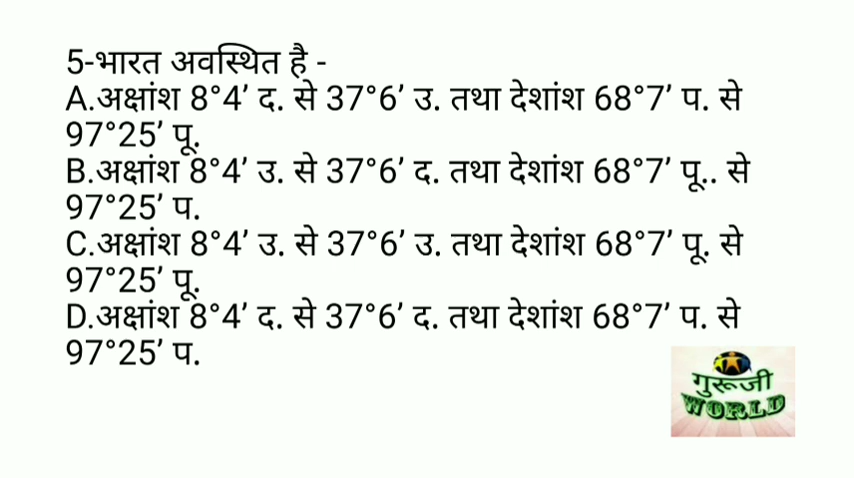 5-भारत अवस्थित है -
A.अक्षांश 8°4’ द. से 37°6’ उ. तथा देशांश 68°7’ प. से
97°25’ पू.
B.अक्षांश 8°4’ उ. से 37°6’ द. तथा देशांश 68°7’ पू.. से
97°25’ प.
C.अक्षांश 8°4’ उ. से 37°6’ उ. तथा देशांश 68°7’ पू. से
97°25’ पू.
D.अक्षांश 8°4’ द. से 37°6’ द. तथा देशांश 68°7’ प. से
97°25’ प.
गुरूजी
WORLD